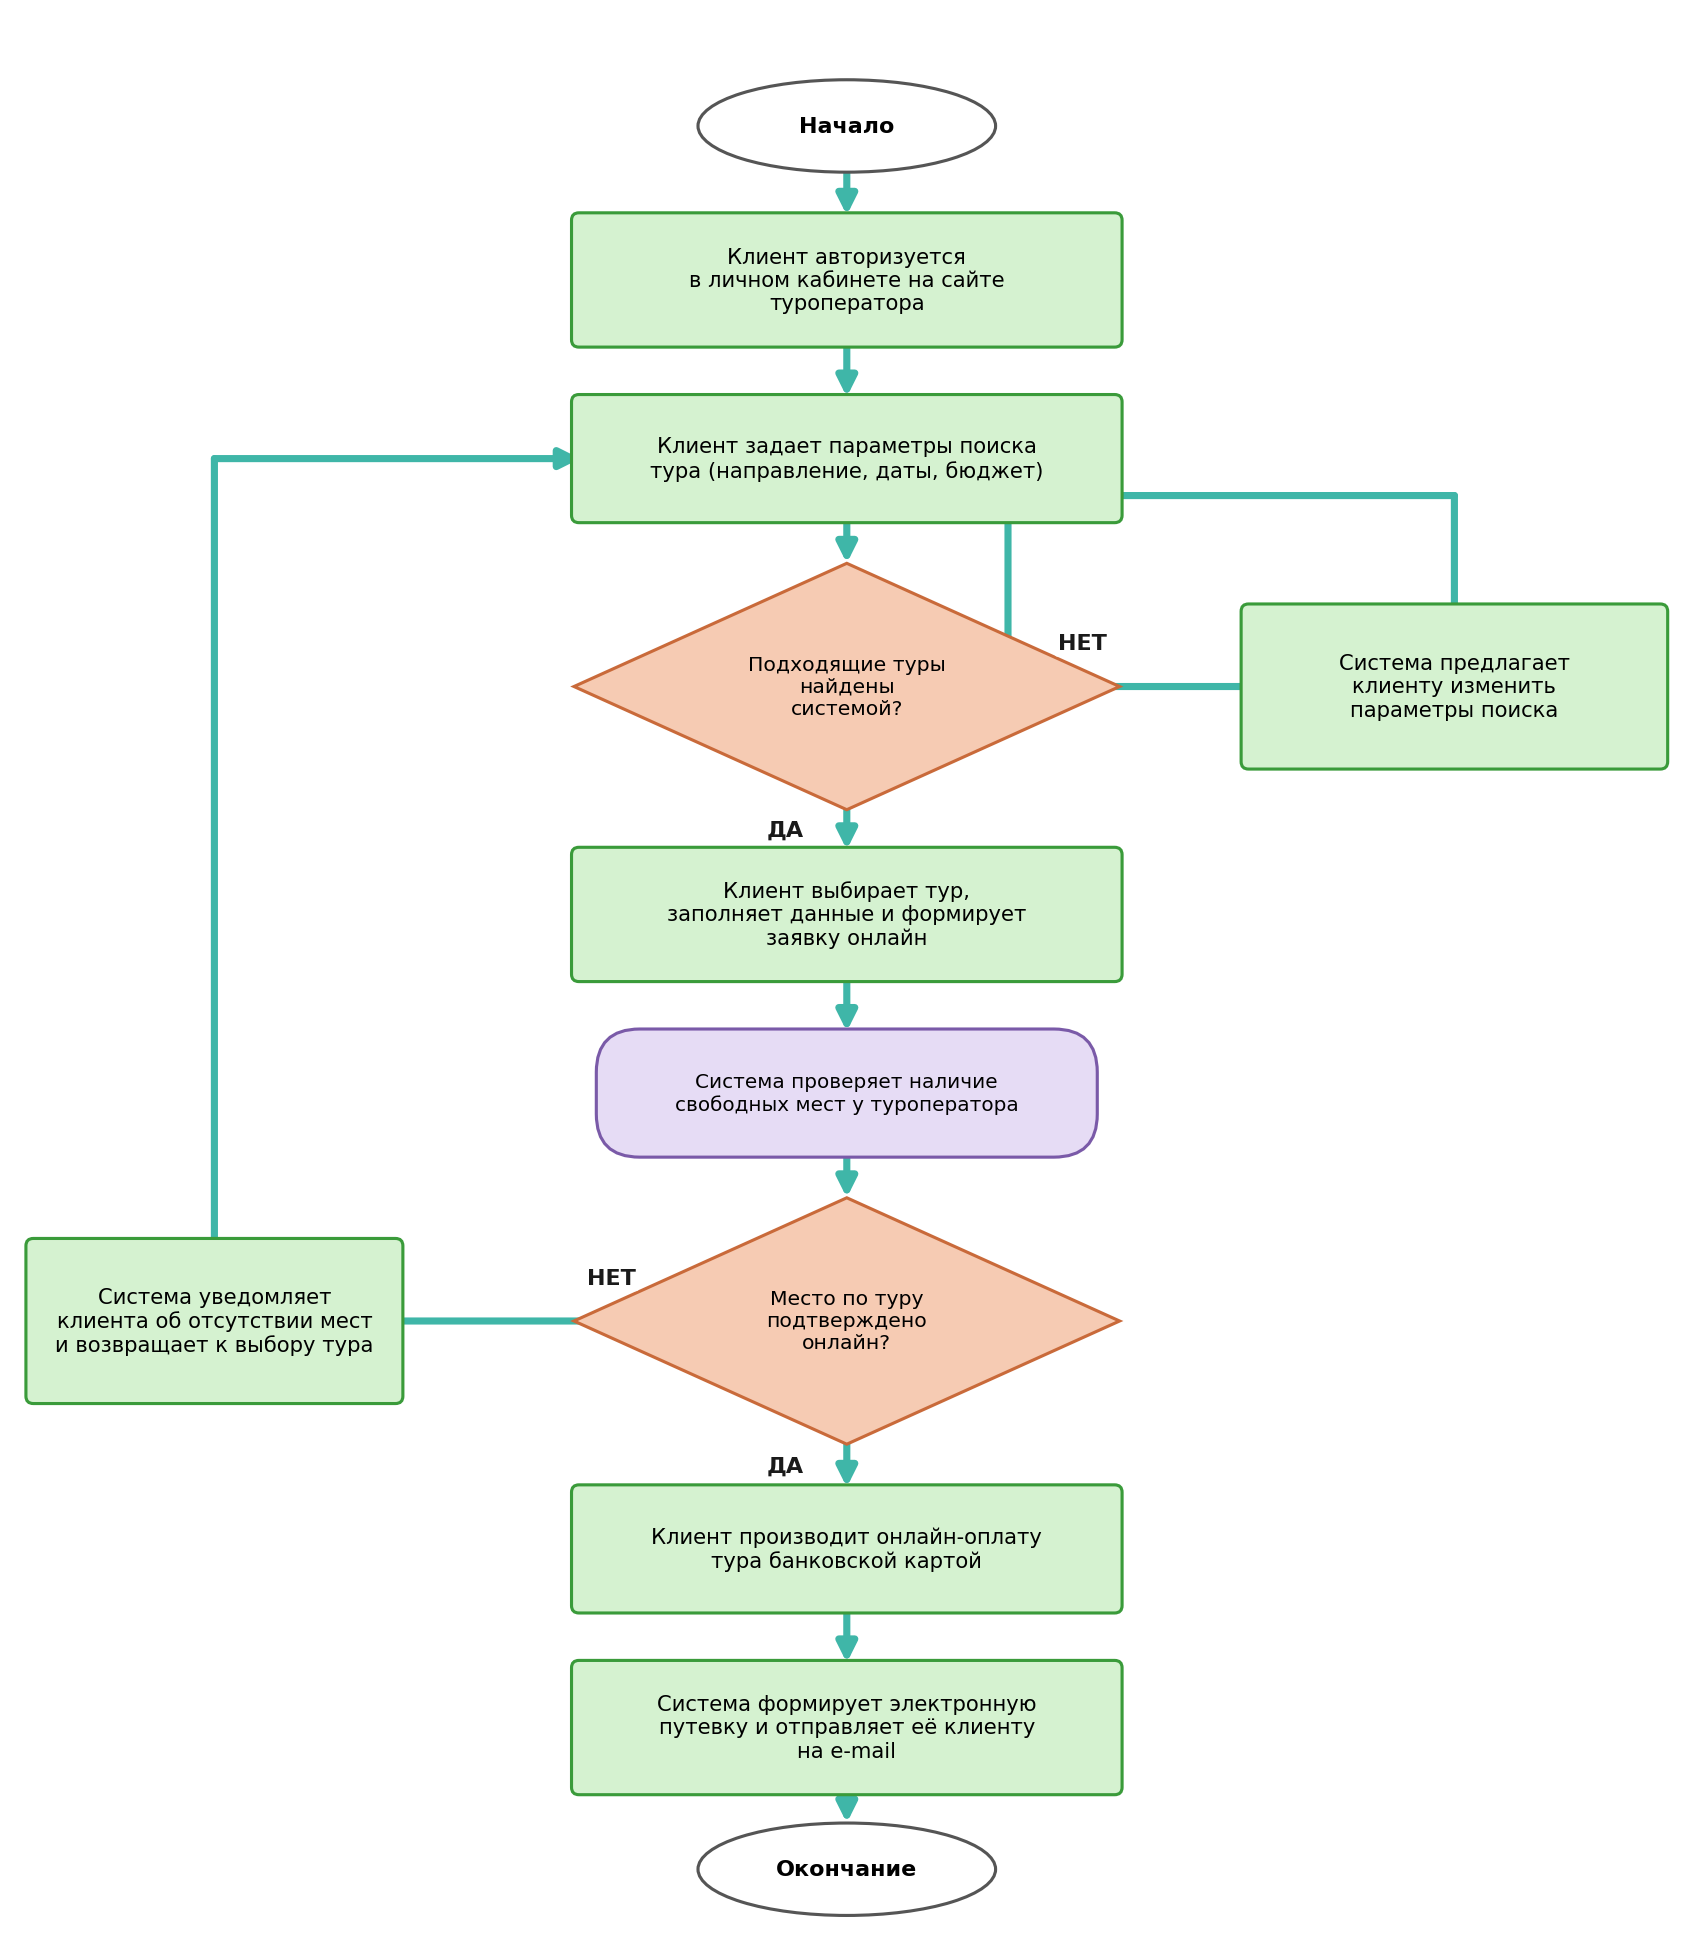 Начало
Клиент авторизуется
в личном кабинете на сайте
туроператора
Клиент задает параметры поиска
тура (направление, даты, бюджет)
НЕТ
Подходящие туры
найдены
системой?
Система предлагает
клиенту изменить
параметры поиска
ДА
Клиент выбирает тур,
заполняет данные и формирует
заявку онлайн
Система проверяет наличие
свободных мест у туроператора
НЕТ
Система уведомляет
клиента об отсутствии мест
и возвращает к выбору тура
Место по туру
подтверждено
онлайн?
ДА
Клиент производит онлайн-оплату
тура банковской картой
Система формирует электронную
путевку и отправляет её клиенту
на e-mail
Окончание